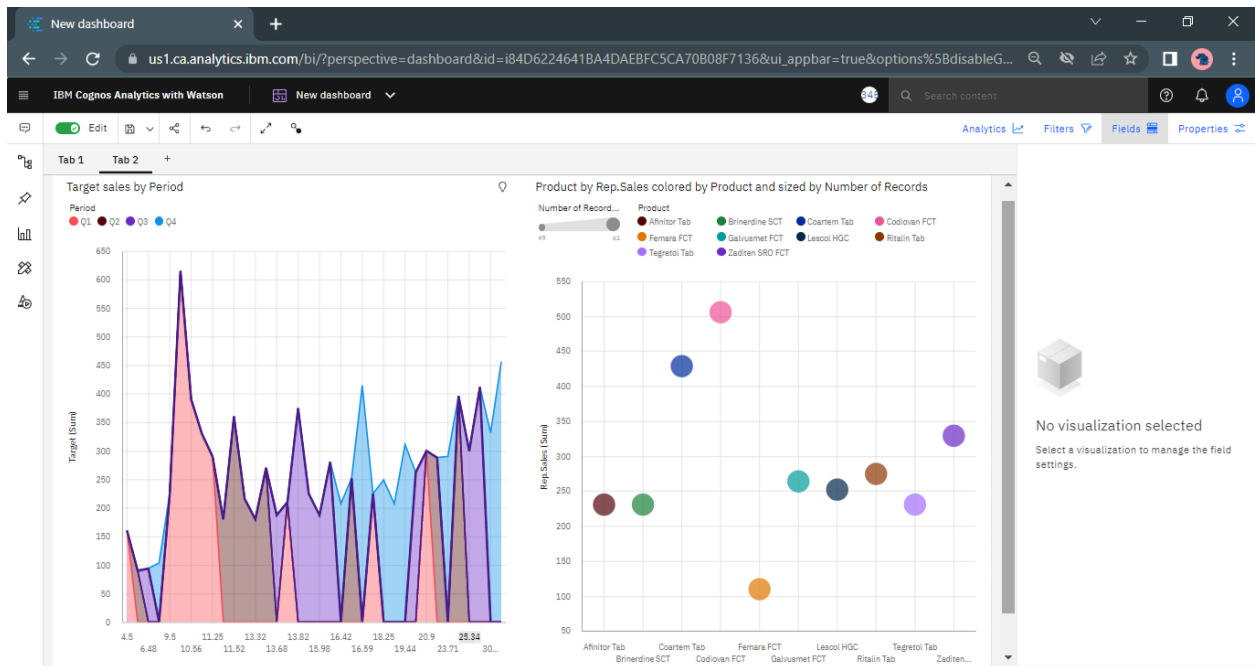 New dashboard
us1.ca.analytics.ibm.com/bi/?perspective=dashboard&id=i84D6224641BA4DAEBFC5CA70B08F7136&ui_appbar=true&options%5BdisableG...
IBM Cognos Analytics with Watson
New dashboard
Search content
Edit
Analytics
Filters
Fields
Properties
Tab 1
Tab 2
Target sales by Period
Period
Q1 Q2 Q3 Q4
Target (Sum)
650
600
550
500
450
400
350
300
250
200
150
100
50
0
4.5 9.5 11.25 13.32 13.82 16.42 18.25 20.9 25.34 30...
6.48 10.56 11.52 13.68 15.98 16.59 19.44 23.71
Product by Rep.Sales colored by Product and sized by Number of Records
Number of Record...
Product
Afinitor Tab Brinerdine SCT Coartem Tab Codiovan FCT
Femara FCT Galvusmet FCT Lescol HGC Ritalin Tab
Tegretol Tab Zaditen SRO FCT
Rep.Sales (Sum)
550
500
450
400
350
300
250
200
150
100
50
Afinitor Tab Coartem Tab Femara FCT Lescol HGC Tegretol Tab
Brinerdine SCT Codiovan FCT Galvusmet FCT Ritalin Tab Zaditen...
No visualization selected
Select a visualization to manage the field
settings.